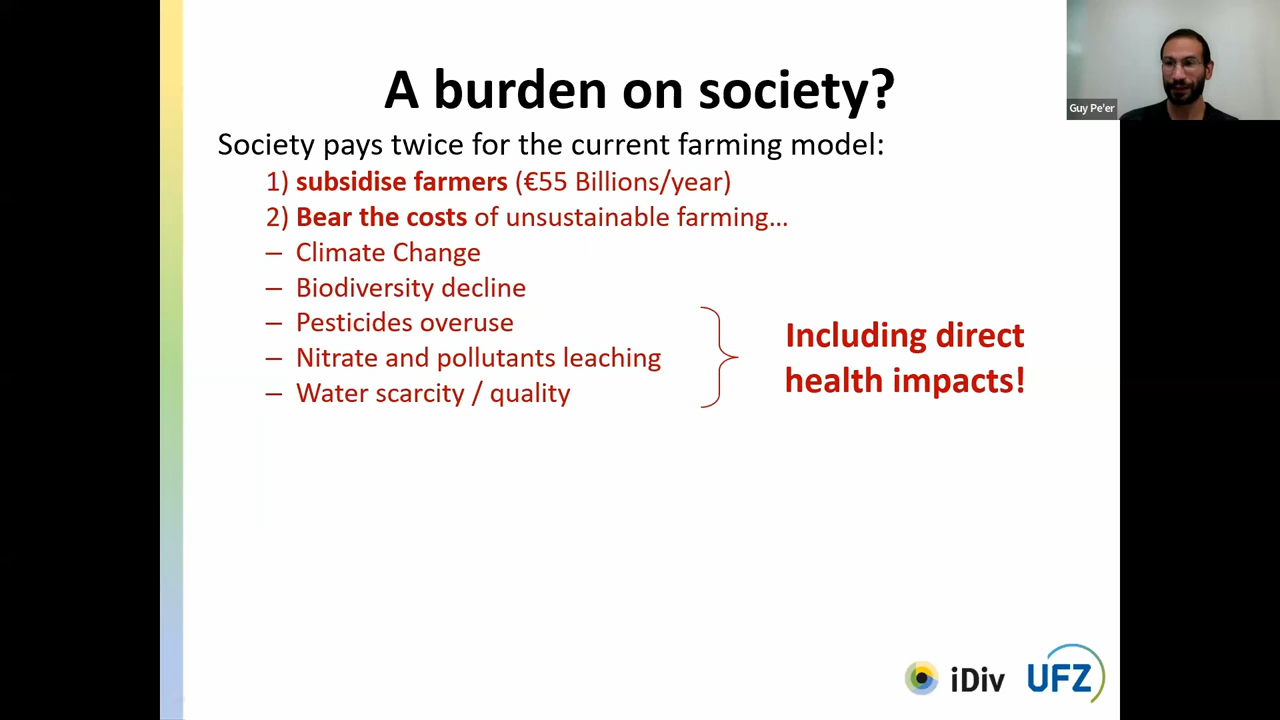 A burden on society?
Guy Pe'er
Society pays twice for the current farming model:
1) subsidise farmers (€55 Billions/year)
2) Bear the costs of unsustainable farming…
– Climate Change
– Biodiversity decline
– Pesticides overuse
– Nitrate and pollutants leaching
– Water scarcity / quality
Including direct
health impacts!
iDiv
UFZ